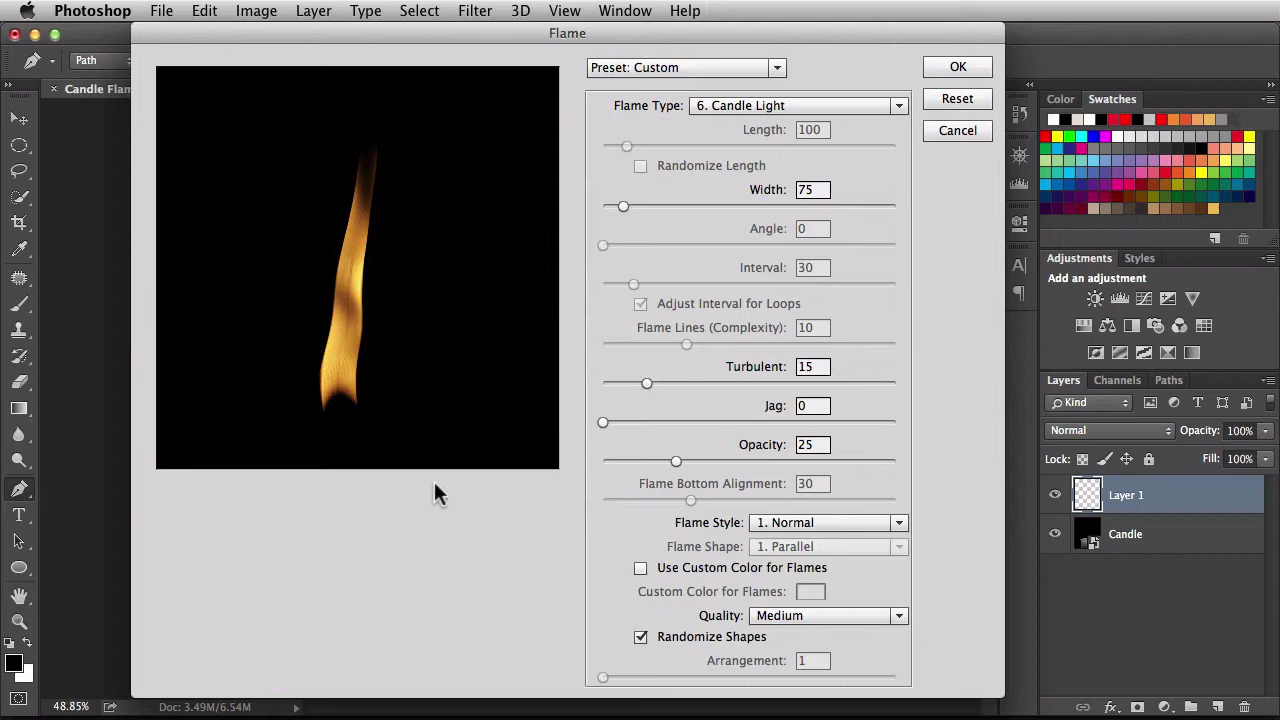 Photoshop File Edit Image Layer Type Select Filter 3D View Window Help
Flame
Path
Candle Flam
Preset: Custom
OK
Reset
Cancel
Flame Type: 6. Candle Light
Length: 100
Randomize Length
Width: 75
Angle: 0
Interval: 30
Adjust Interval for Loops
Flame Lines (Complexity): 10
Turbulent: 15
Jag: 0
Opacity: 25
Flame Bottom Alignment: 30
Flame Style: 1. Normal
Flame Shape: 1. Parallel
Use Custom Color for Flames
Custom Color for Flames:
Quality: Medium
Randomize Shapes
Arrangement: 1
Color Swatches
Adjustments Styles
Add an adjustment
Layers Channels Paths
Kind
Normal Opacity: 100%
Lock: Fill: 100%
Layer 1
Candle
48.85% Doc: 3.49M/6.54M